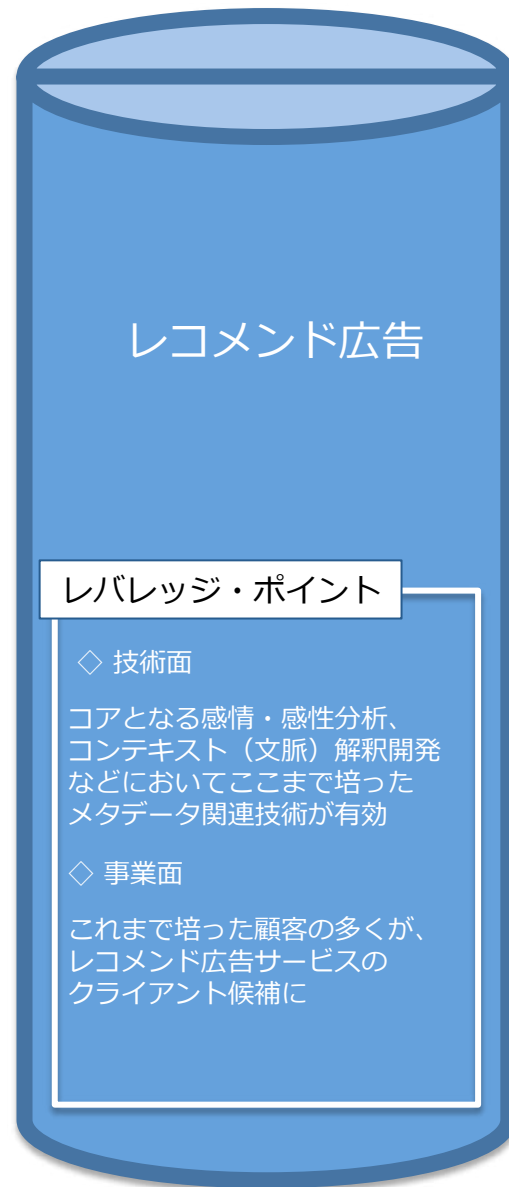 レコメンド広告
レバレッジ・ポイント
◇ 技術面
コアとなる感情・感性分析、
コンテキスト（文脈）解釈開発
などにおいてここまで培った
メタデータ関連技術が有効
◇ 事業面
これまで培った顧客の多くが、
レコメンド広告サービスの
クライアント候補に